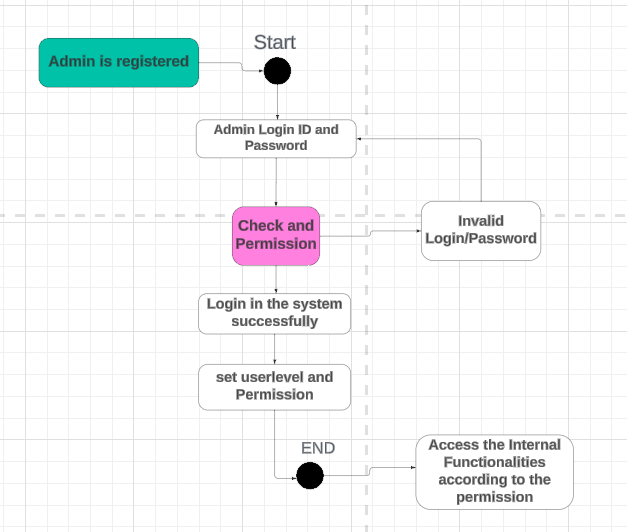 Start
Admin is registered
Admin Login ID and
Password
Check and
Permission
Invalid
Login/Password
Login in the system
successfully
set userlevel and
Permission
END
Access the Internal
Functionalities
according to the
permission